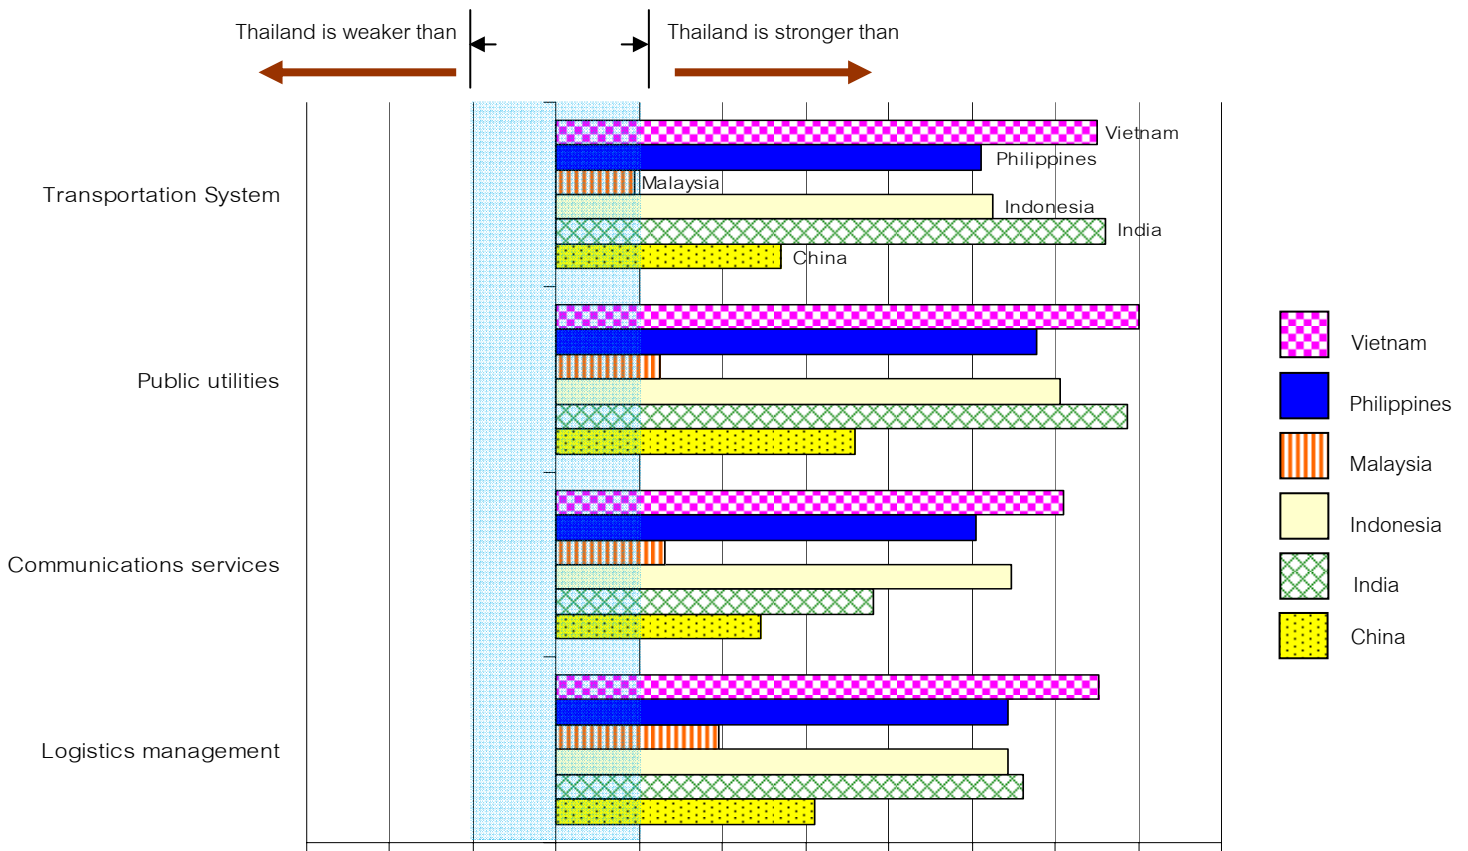 Thailand is weaker than
Thailand is stronger than
Vietnam
Philippines
Transportation System
Malaysia
Indonesia
India
China
Public utilities
Communications services
Logistics management
Vietnam
Philippines
Malaysia
Indonesia
India
China